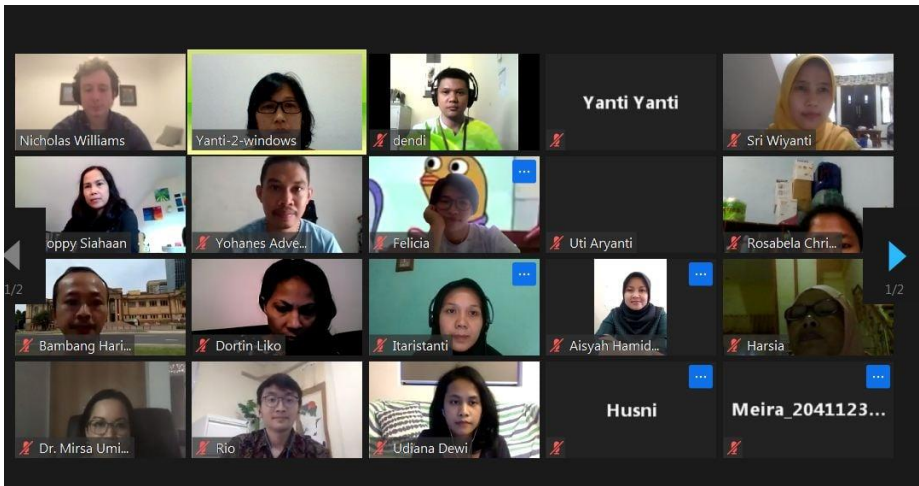 Nicholas Williams
Yanti-2-windows
dendi
Yanti Yanti
Sri Wiyanti
oppy Siahaan
Yohanes Adve...
Felicia
Uti Aryanti
Rosabela Chri...
1/2
1/2
Bambang Hari...
Dortin Liko
Itaristanti
Aisyah Hamid...
Harsia
Dr. Mirsa Umi...
Rio
Udiana Dewi
Husni
Meira_2041123...